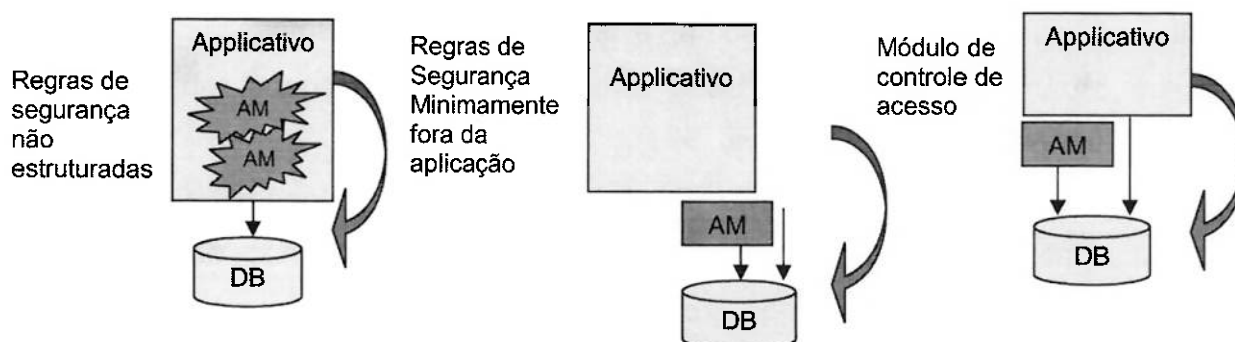 Regras de
segurança
não
estruturadas
Applicativo
AM
AM
DB
Regras de
Segurança
Minimamente
fora da
aplicação
Applicativo
AM
DB
Módulo de
controle de
acesso
Applicativo
AM
DB